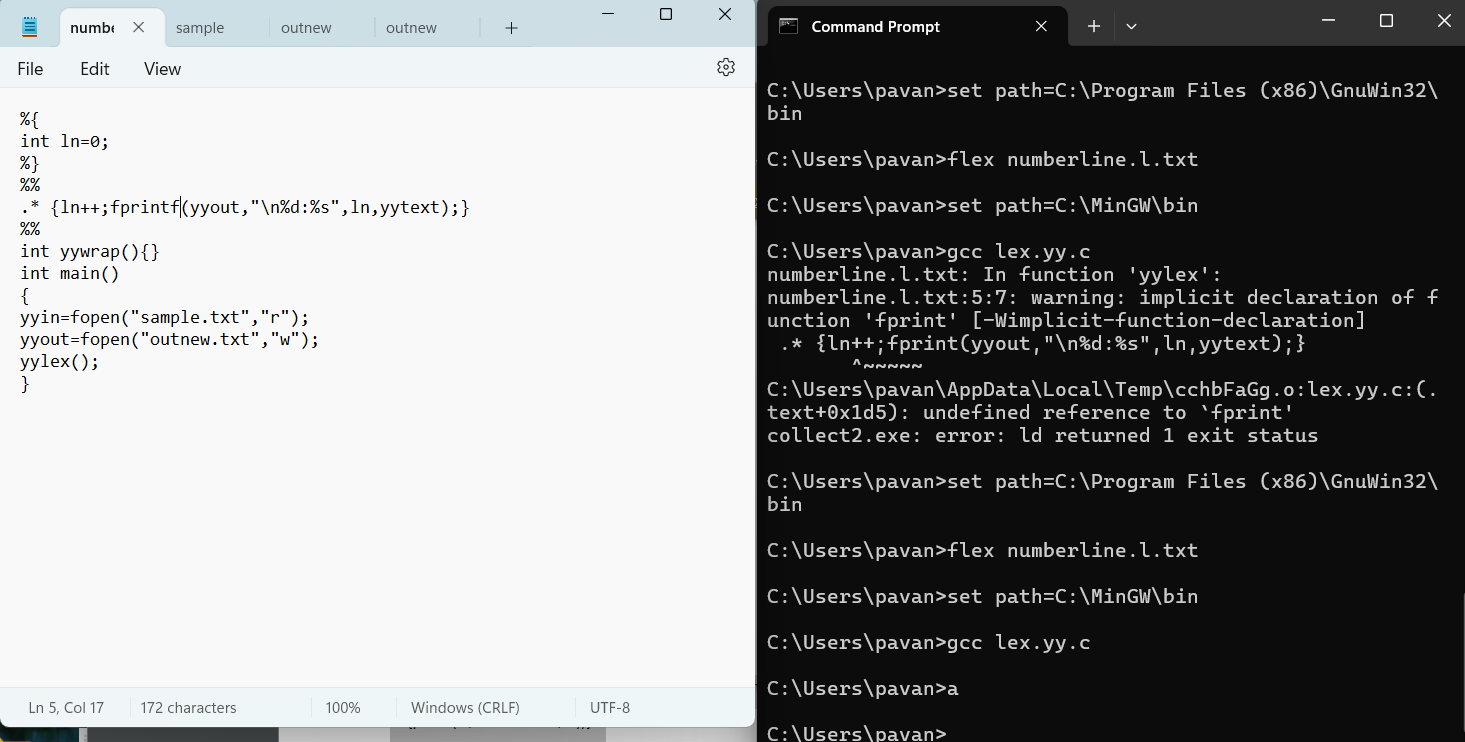 numbe
sample
outnew
outnew
File
Edit
View
%{
int ln=0;
%}
%%
.* {ln++;fprintf(yyout,"\n%d:%s",ln,yytext);}
%%
int yywrap(){}
int main()
{
yyin=fopen("sample.txt","r");
yyout=fopen("outnew.txt","w");
yylex();
}
Ln 5, Col 17
172 characters
100%
Windows (CRLF)
UTF-8
Command Prompt
C:\Users\pavan>set path=C:\Program Files (x86)\GnuWin32\
bin
C:\Users\pavan>flex numberline.l.txt
C:\Users\pavan>set path=C:\MinGW\bin
C:\Users\pavan>gcc lex.yy.c
numberline.l.txt: In function 'yylex':
numberline.l.txt:5:7: warning: implicit declaration of f
unction 'fprint' [-Wimplicit-function-declaration]
.* {ln++;fprint(yyout,"\n%d:%s",ln,yytext);}
^~~~~~
C:\Users\pavan\AppData\Local\Temp\cchbFaGg.o:lex.yy.c:(.
text+0x1d5): undefined reference to `fprint'
collect2.exe: error: ld returned 1 exit status
C:\Users\pavan>set path=C:\Program Files (x86)\GnuWin32\
bin
C:\Users\pavan>flex numberline.l.txt
C:\Users\pavan>set path=C:\MinGW\bin
C:\Users\pavan>gcc lex.yy.c
C:\Users\pavan>a
C:\Users\pavan>